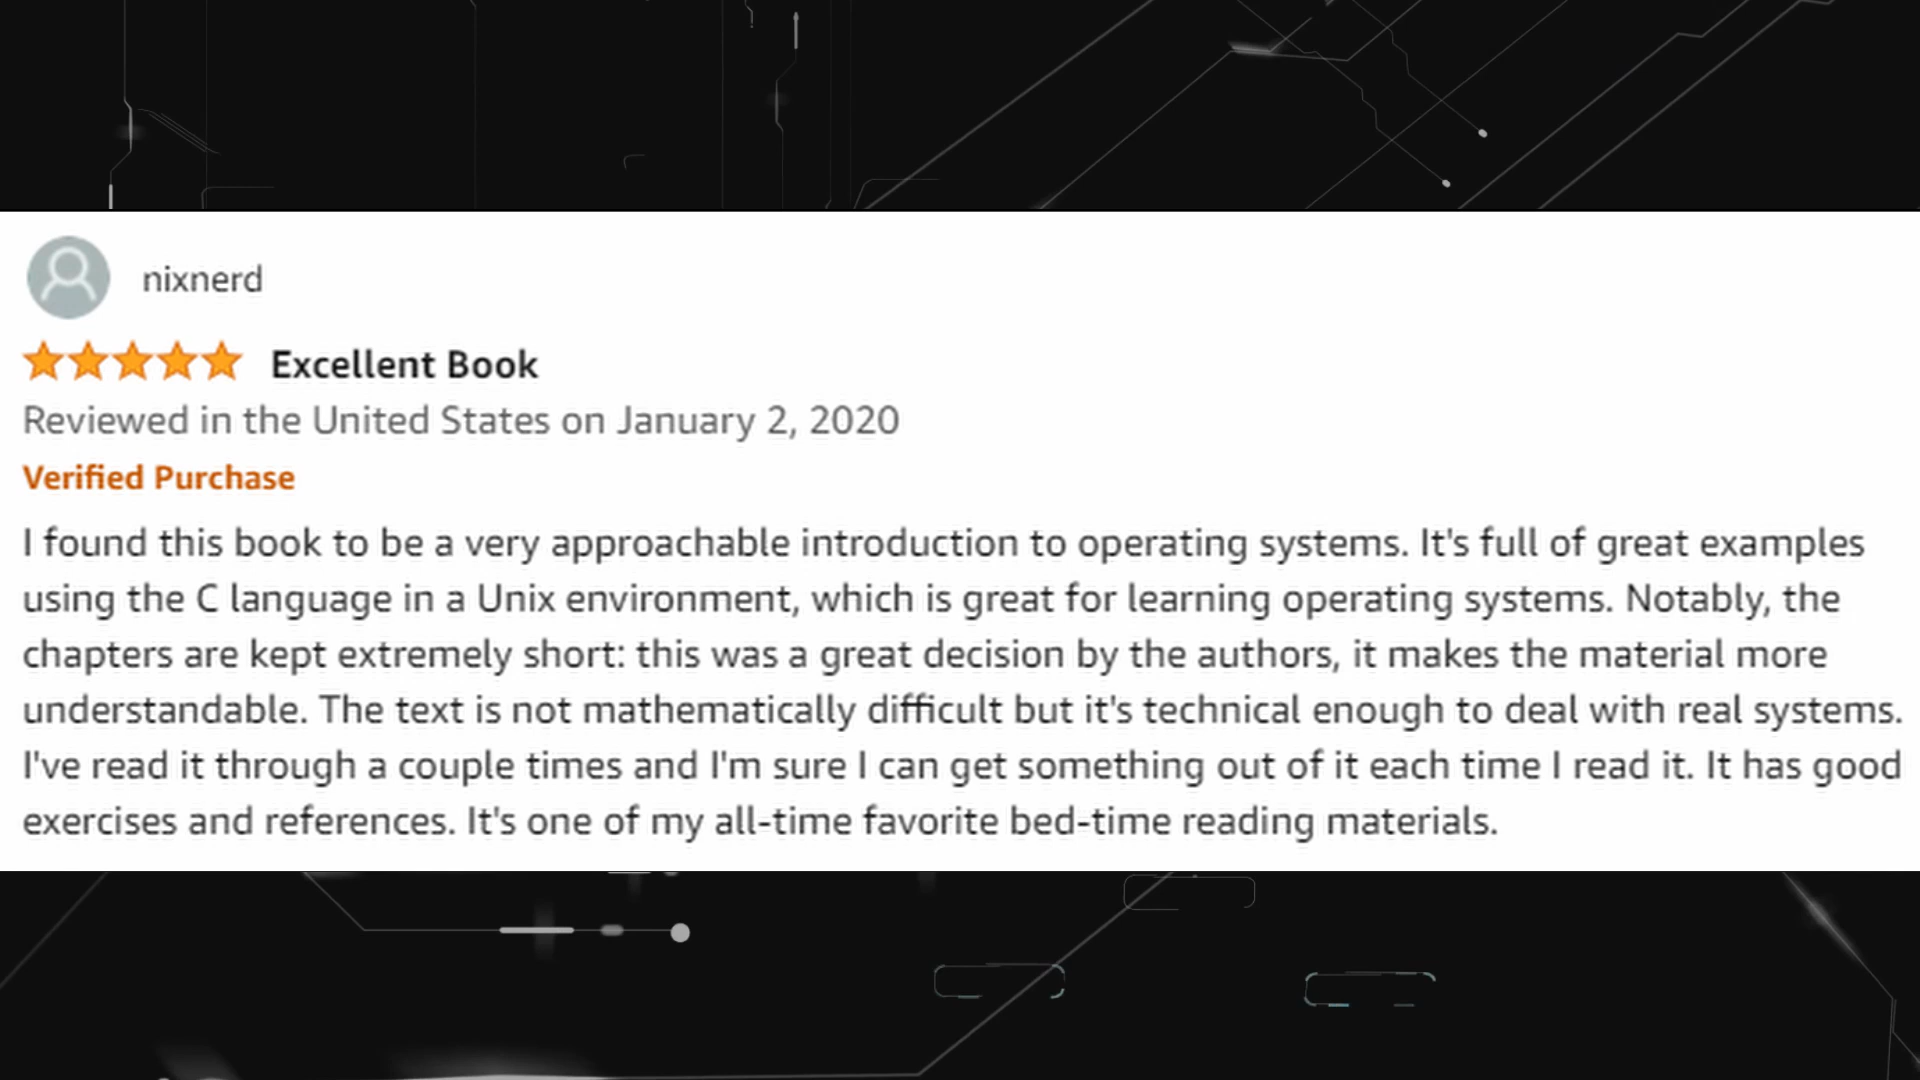 nixnerd
Excellent Book
Reviewed in the United States on January 2, 2020
Verified Purchase
I found this book to be a very approachable introduction to operating systems. It's full of great examples
using the C language in a Unix environment, which is great for learning operating systems. Notably, the
chapters are kept extremely short: this was a great decision by the authors, it makes the material more
understandable. The text is not mathematically difficult but it's technical enough to deal with real systems.
I've read it through a couple times and I'm sure I can get something out of it each time I read it. It has good
exercises and references. It's one of my all-time favorite bed-time reading materials.